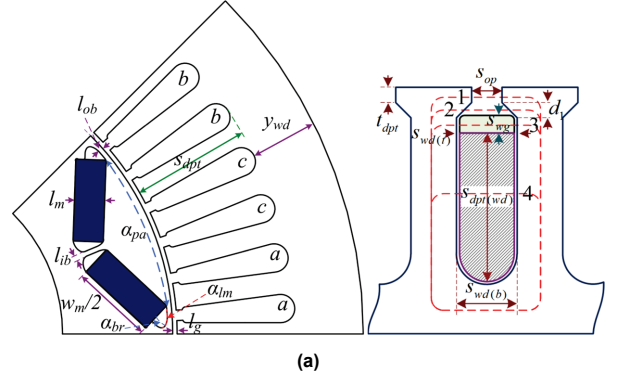 b
l_ob
b
y_wd
s_dpt
c
l_m
α_pa
c
l_ib
a
w_m/2
α_lm
α_br
l_g
a
s_op
1
t_dpt
2
d_1
s_wg
s_wd(t)
3
s_dpt(wd)
4
s_wd(b)
(a)